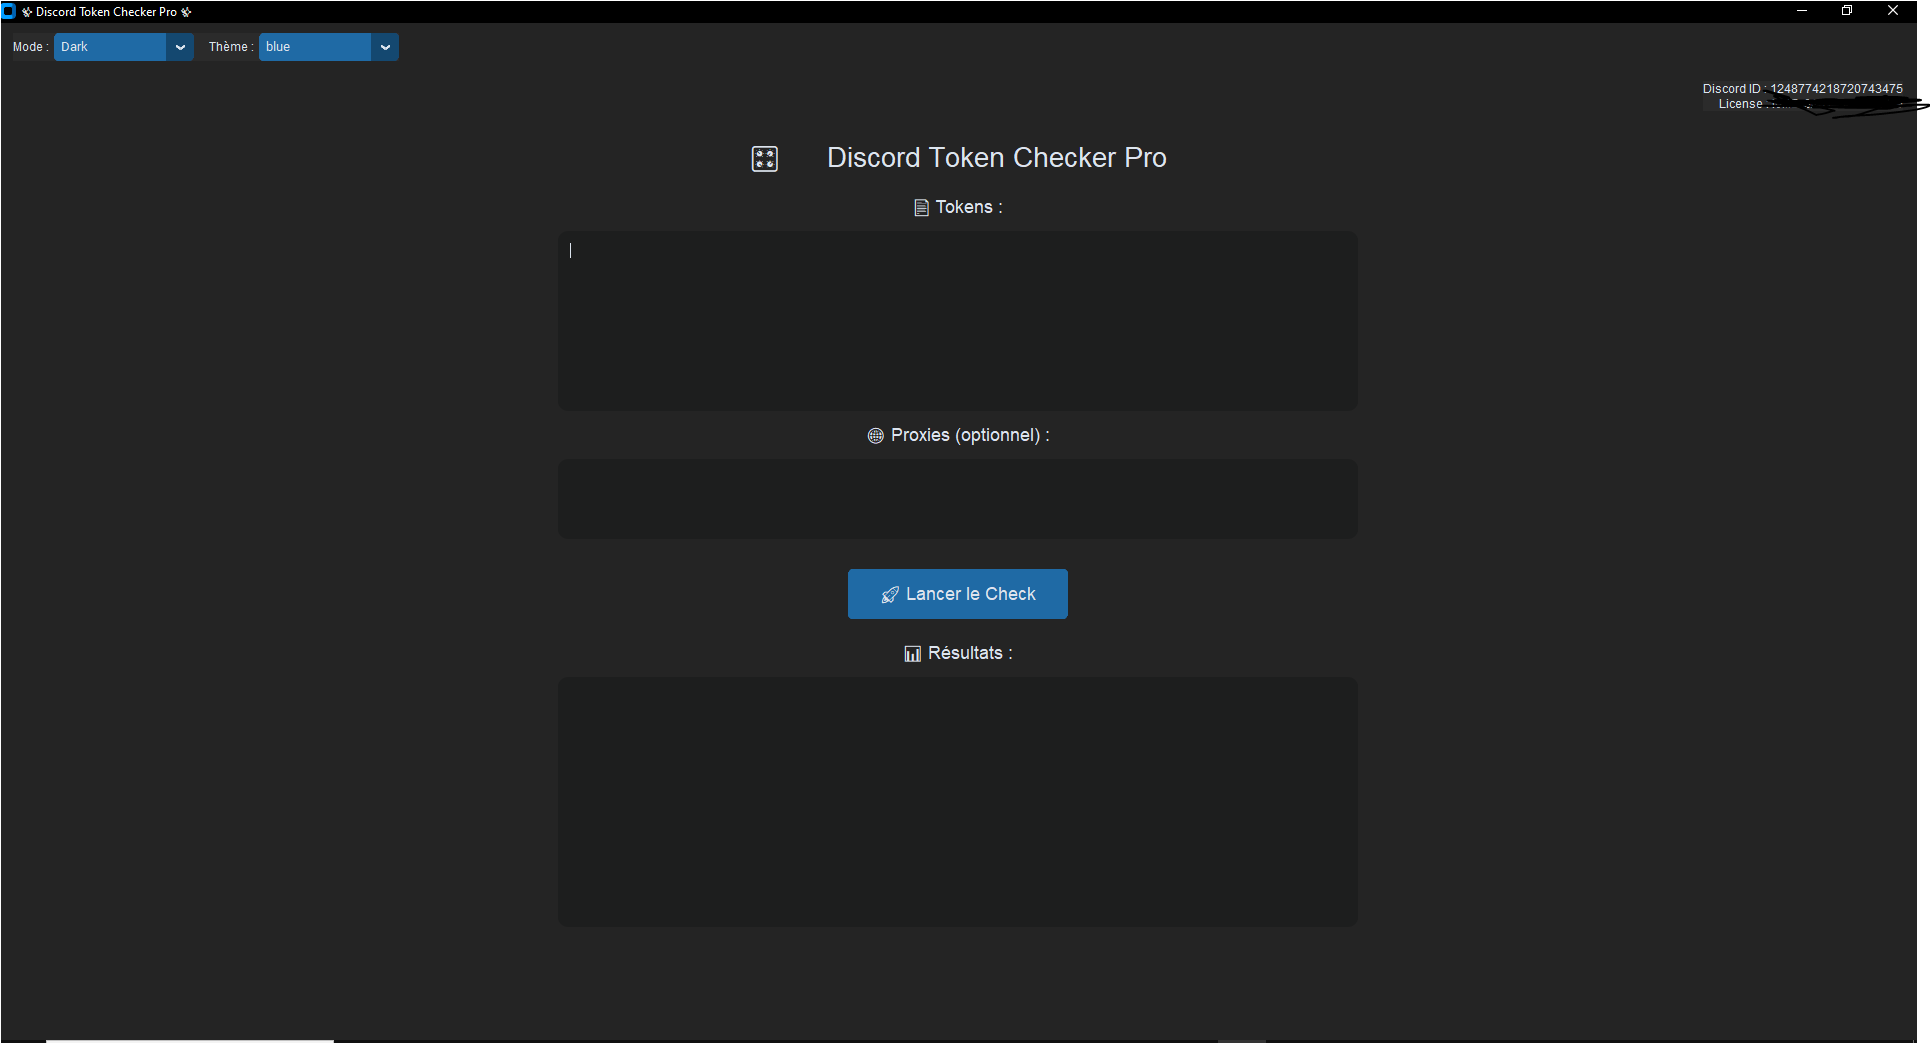 Discord Token Checker Pro
Mode : Dark Thème : blue
Discord ID : 1248774218720743475
License :
Discord Token Checker Pro
Tokens :
Proxies (optionnel) :
Lancer le Check
Résultats :